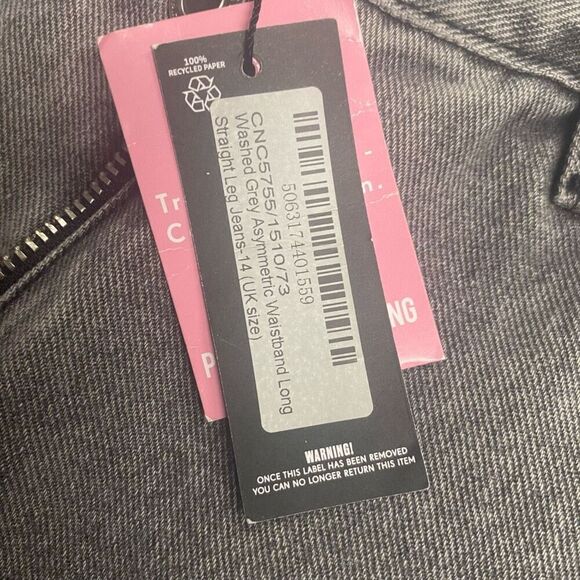 100%
RECYCLED PAPER
5063174401559
CNC5755/1510/73
Washed Grey Asymmetric Waistband Long
Straight Leg Jeans-14 (UK size)
WARNING!
ONCE THIS LABEL HAS BEEN REMOVED
YOU CAN NO LONGER RETURN THIS ITEM